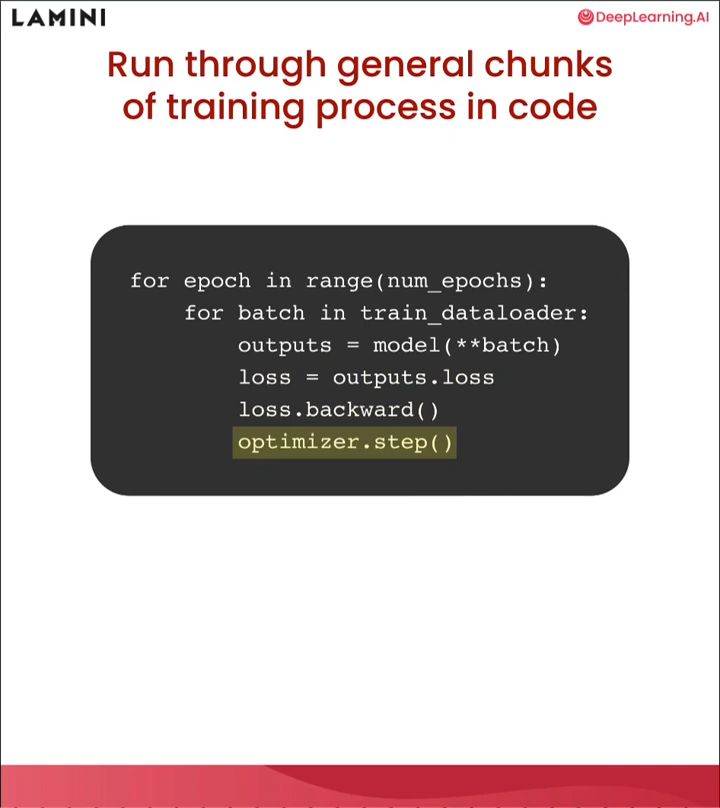 LAMINI
DeepLearning.AI
Run through general chunks
of training process in code
for epoch in range(num_epochs):
    for batch in train_dataloader:
        outputs = model(**batch)
        loss = outputs.loss
        loss.backward()
        optimizer.step()